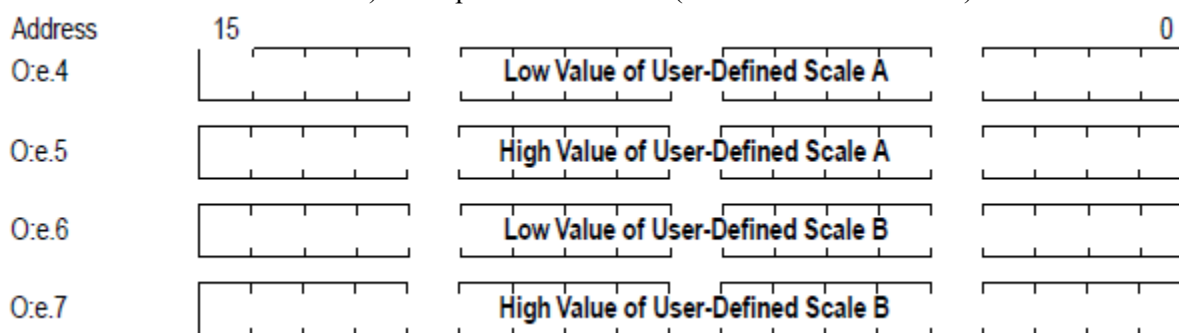 Address 15 0
O:e.4 Low Value of User-Defined Scale A
O:e.5 High Value of User-Defined Scale A
O:e.6 Low Value of User-Defined Scale B
O:e.7 High Value of User-Defined Scale B